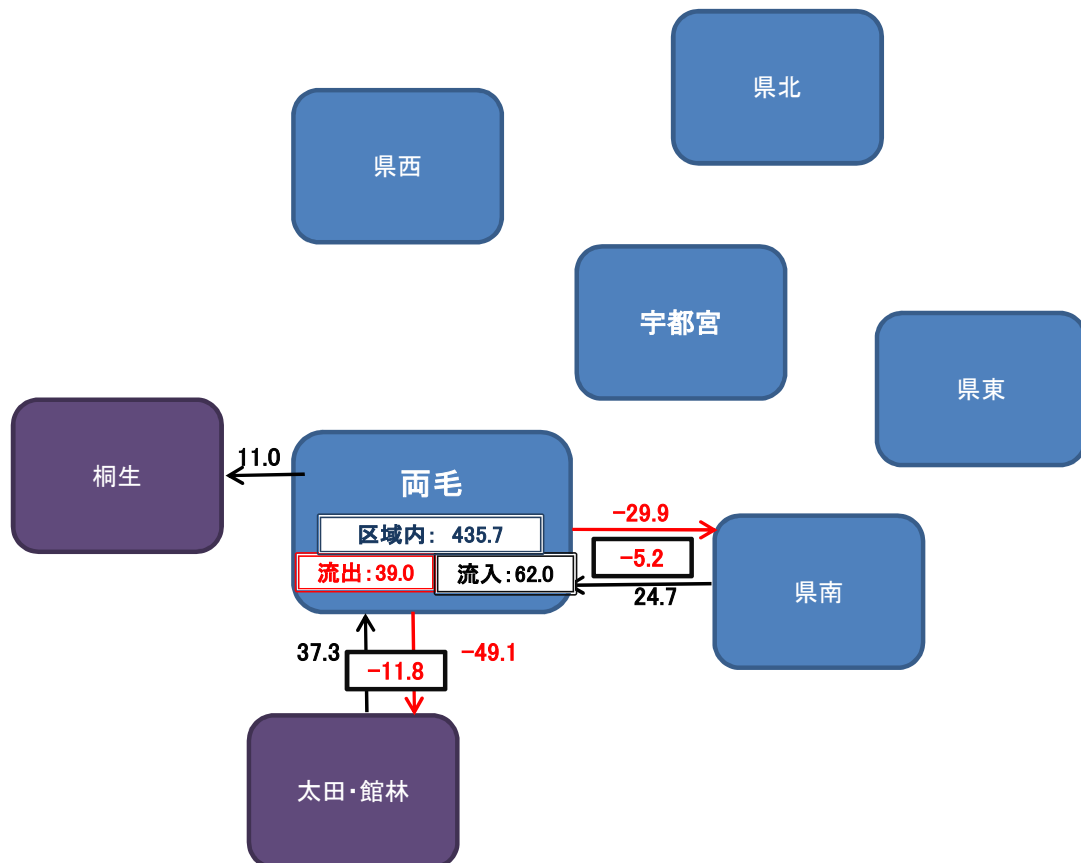 県北
県西
宇都宮
県東
桐生
11.0
両毛
区域内： 435.7
流出：39.0
流入：62.0
−29.9
−5.2
24.7
県南
37.3
−11.8
−49.1
太田・館林